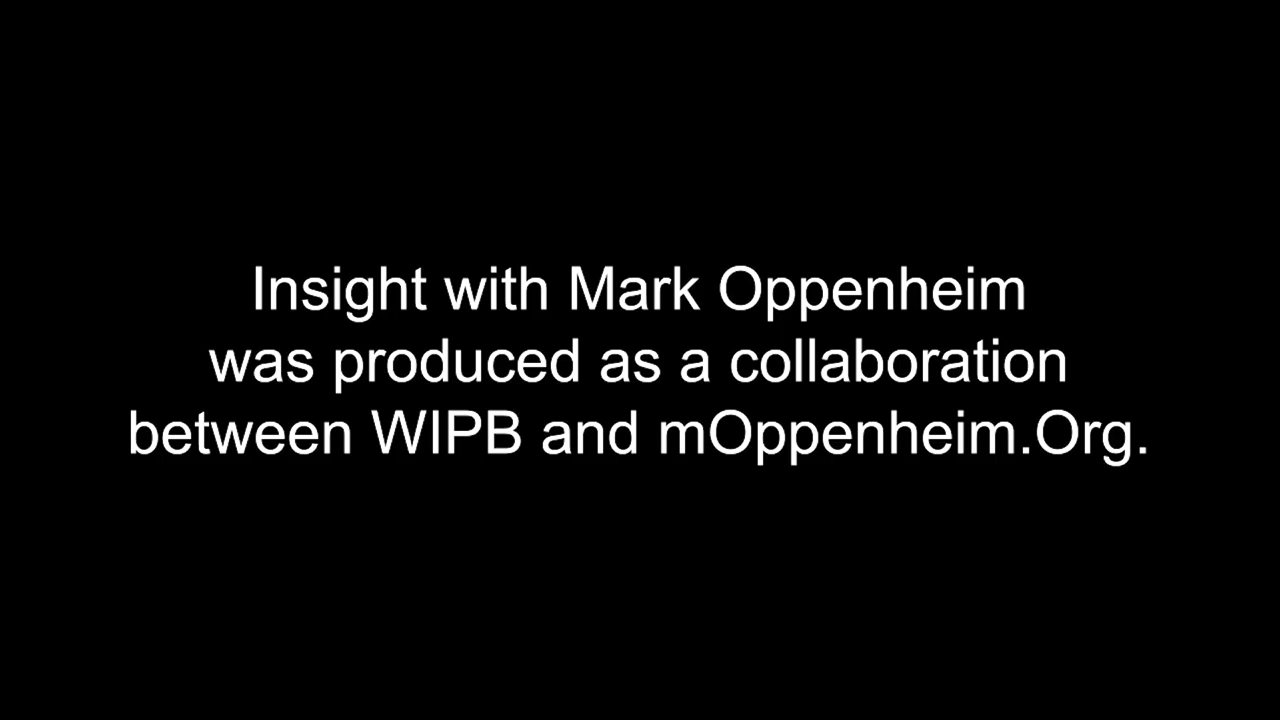 Insight with Mark Oppenheim
was produced as a collaboration
between WIPB and mOppenheim.Org.